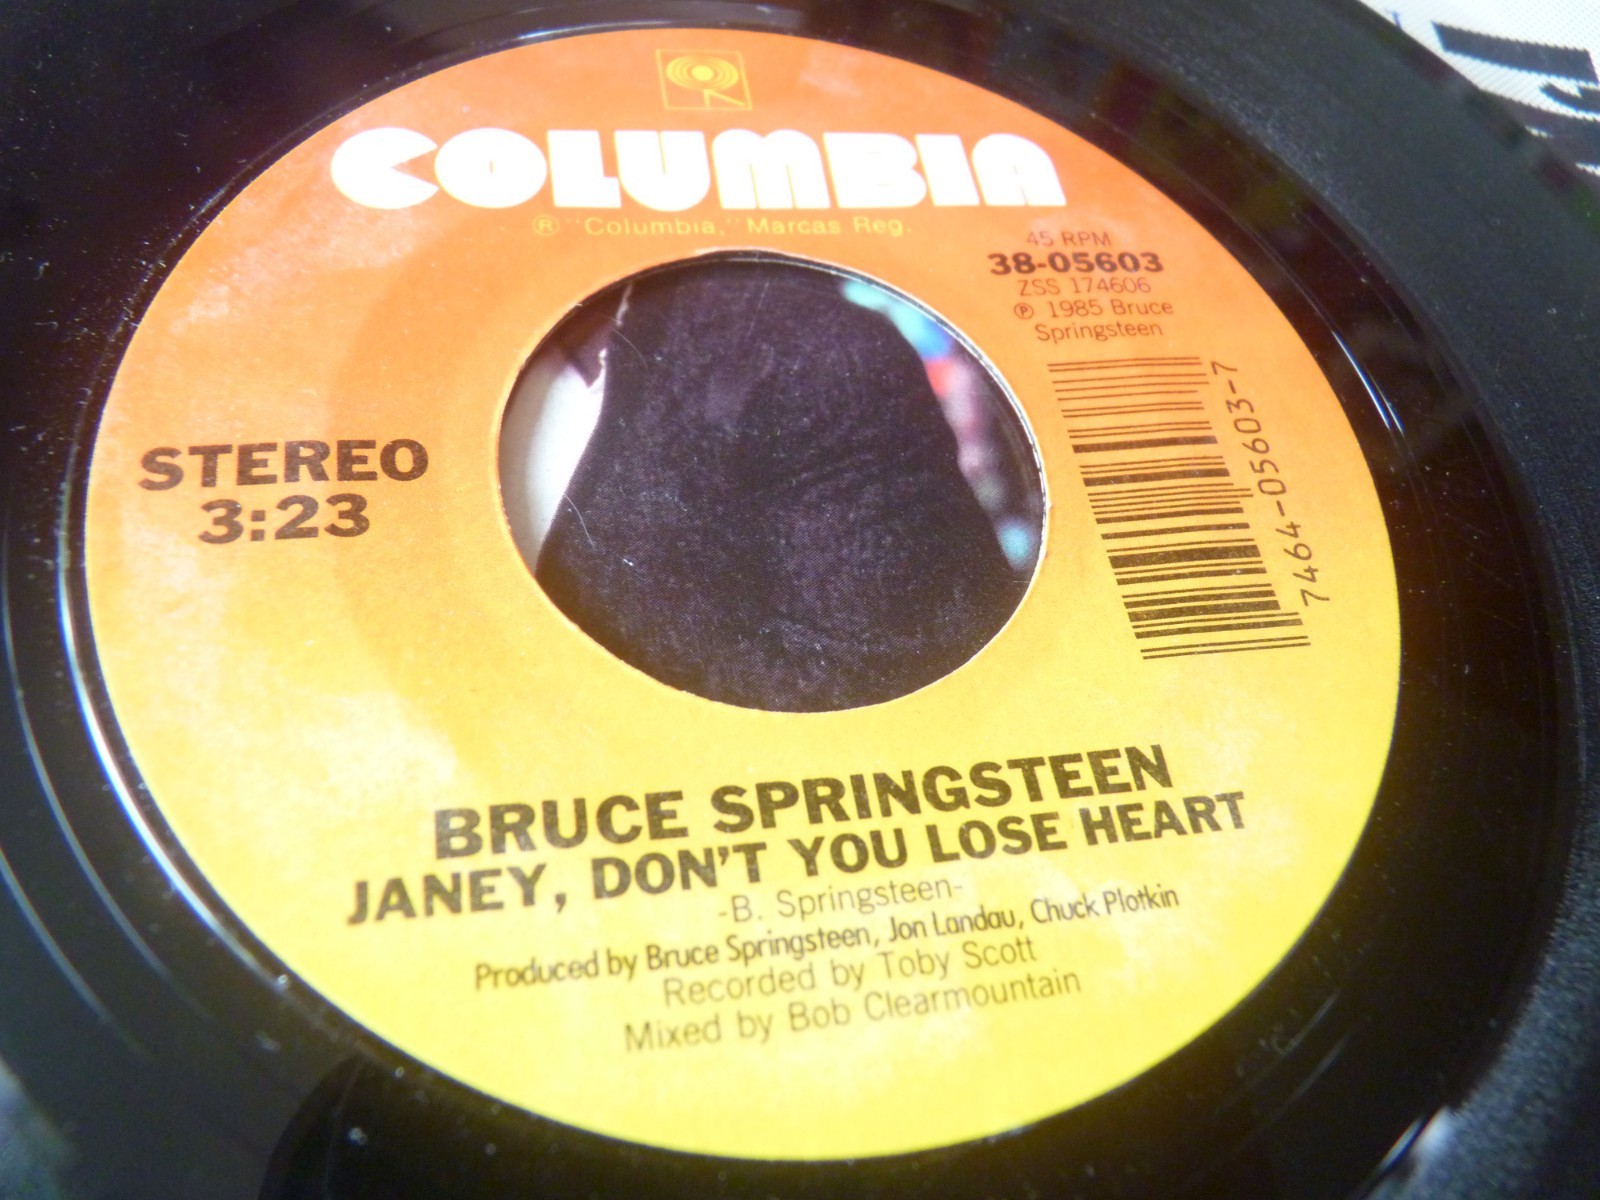 COLUMBIA
® "Columbia," Marcas Reg.
45 RPM
38-05603
ZSS 174606
℗ 1985 Bruce
Springsteen
7464-05603-7
STEREO
3:23
BRUCE SPRINGSTEEN
JANEY, DON'T YOU LOSE HEART
-B. Springsteen-
Produced by Bruce Springsteen, Jon Landau, Chuck Plotkin
Recorded by Toby Scott
Mixed by Bob Clearmountain